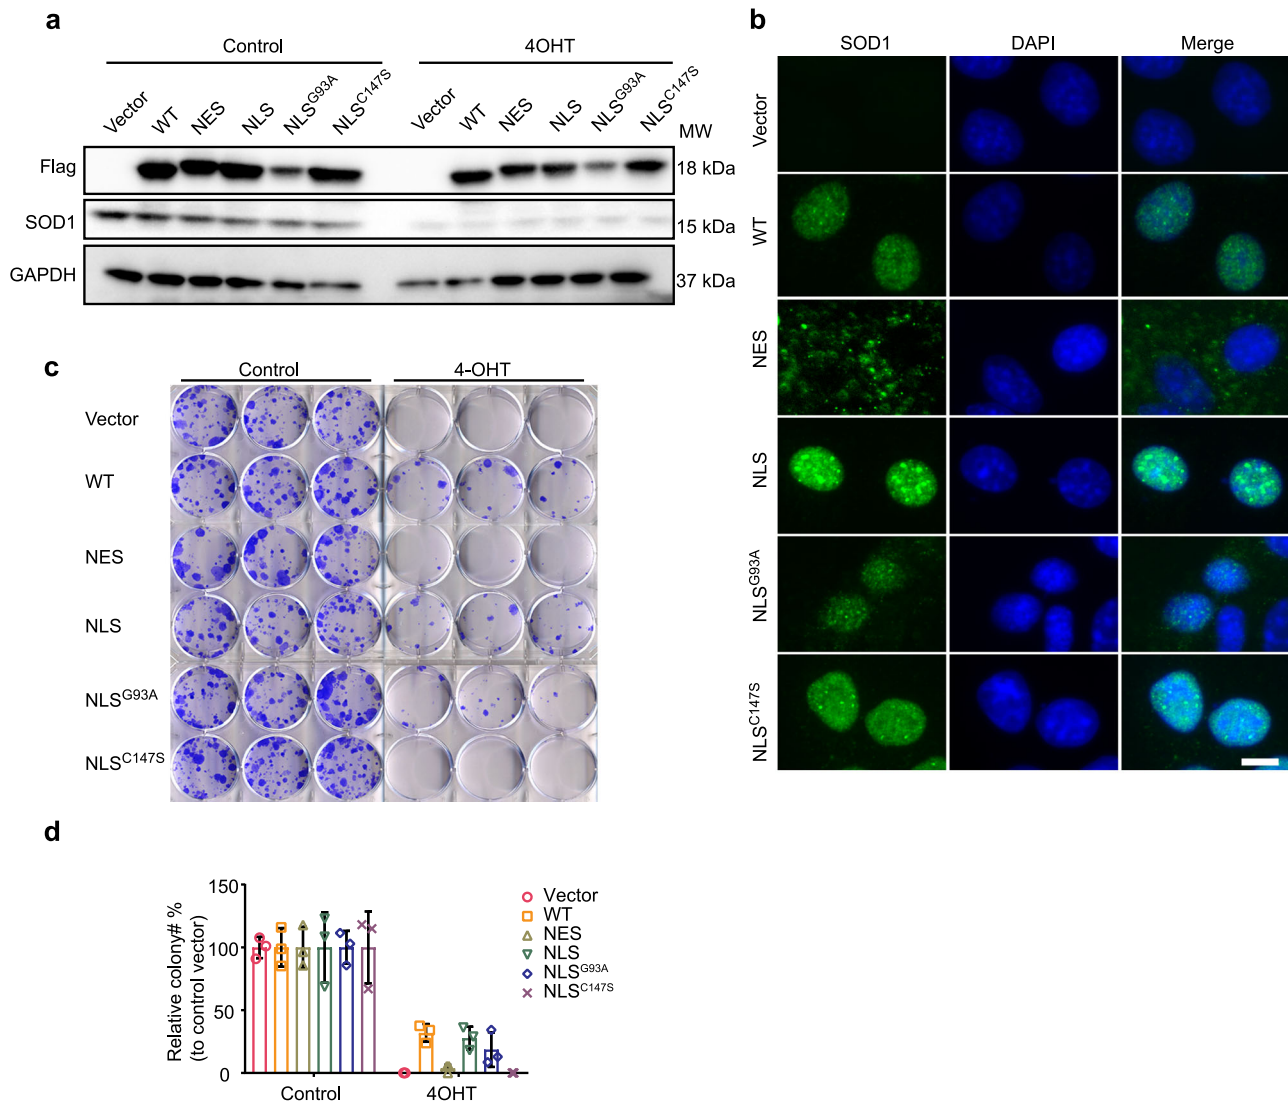 a
Control
4OHT
Vector
WT
NES
NLS
NLSG93A
NLSC147S
Vector
WT
NES
NLS
NLSG93A
NLSC147S
MW
Flag
18 kDa
SOD1
15 kDa
GAPDH
37 kDa
b
SOD1
DAPI
Merge
Vector
WT
NES
NLS
NLSG93A
NLSC147S
c
Control
4-OHT
Vector
WT
NES
NLS
NLSG93A
NLSC147S
d
Relative colony# %
(to control vector)
150
100
50
0
Control
4OHT
Vector
WT
NES
NLS
NLSG93A
NLSC147S